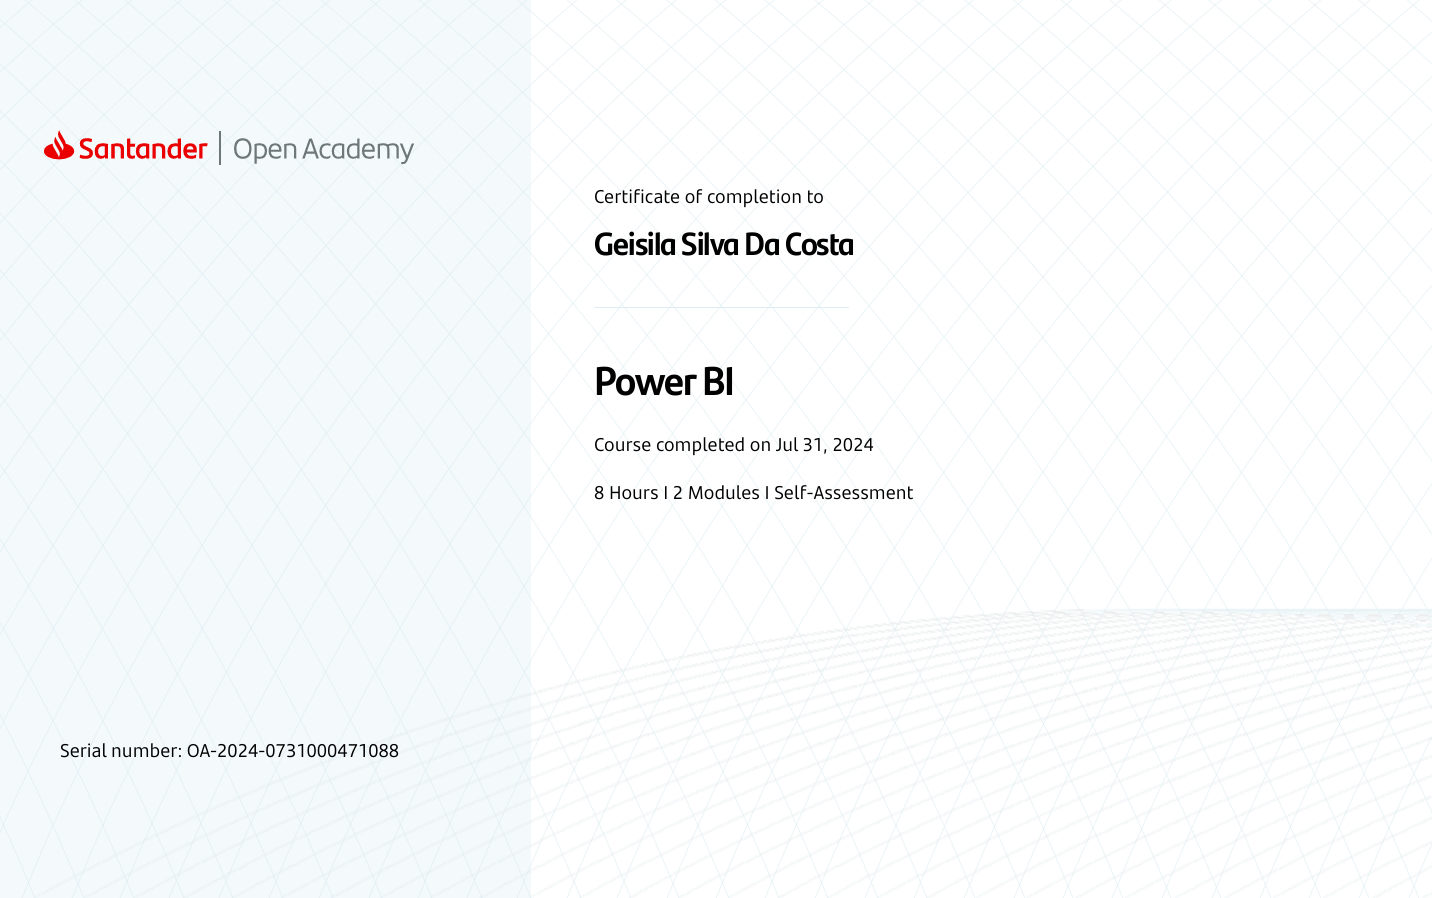 Santander | Open Academy
Certificate of completion to
Geisila Silva Da Costa
Power BI
Course completed on Jul 31, 2024
8 Hours I 2 Modules I Self-Assessment
Serial number: OA-2024-0731000471088